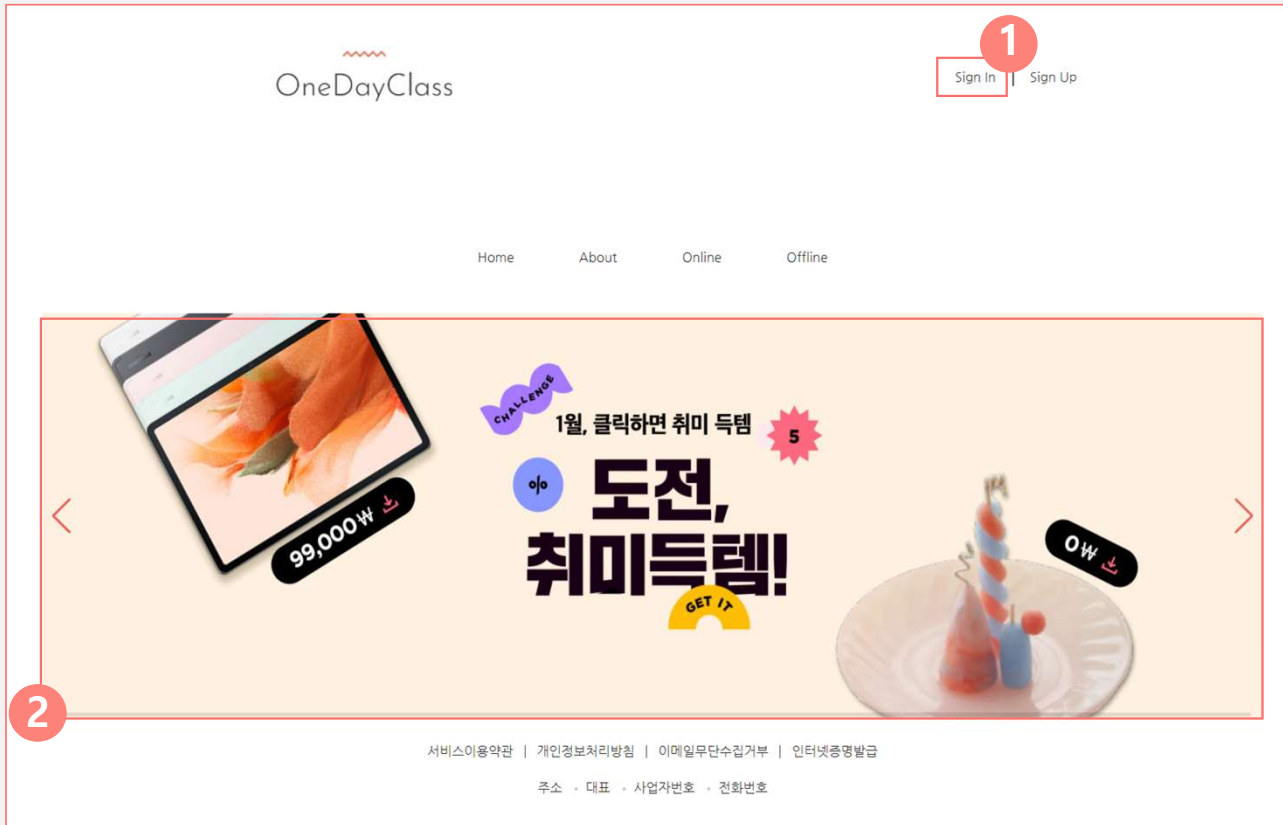 1
OneDayClass
Sign In | Sign Up
Home About Online Offline
CHALLENGE
1월, 클릭하면 취미 득템
5
%
도전,
취미득템!
99,000₩
0₩
GET IT
2
서비스이용약관 | 개인정보처리방침 | 이메일무단수집거부 | 인터넷증명발급
주소 • 대표 • 사업자번호 • 전화번호